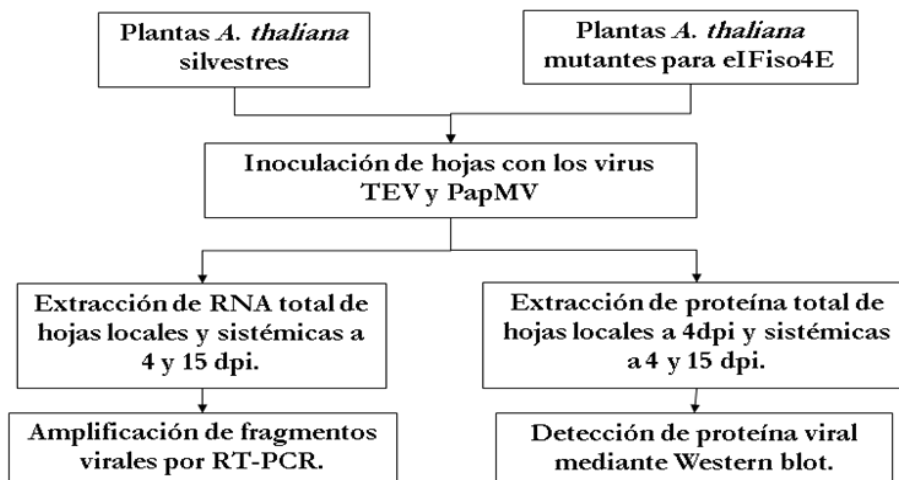 Plantas A. thaliana
silvestres
Plantas A. thaliana
mutantes para eIFiso4E
Inoculación de hojas con los virus
TEV y PapMV
Extracción de RNA total de
hojas locales y sistémicas a
4 y 15 dpi.
Extracción de proteína total de
hojas locales a 4dpi y sistémicas
a 4 y 15 dpi.
Amplificación de fragmentos
virales por RT-PCR.
Detección de proteína viral
mediante Western blot.